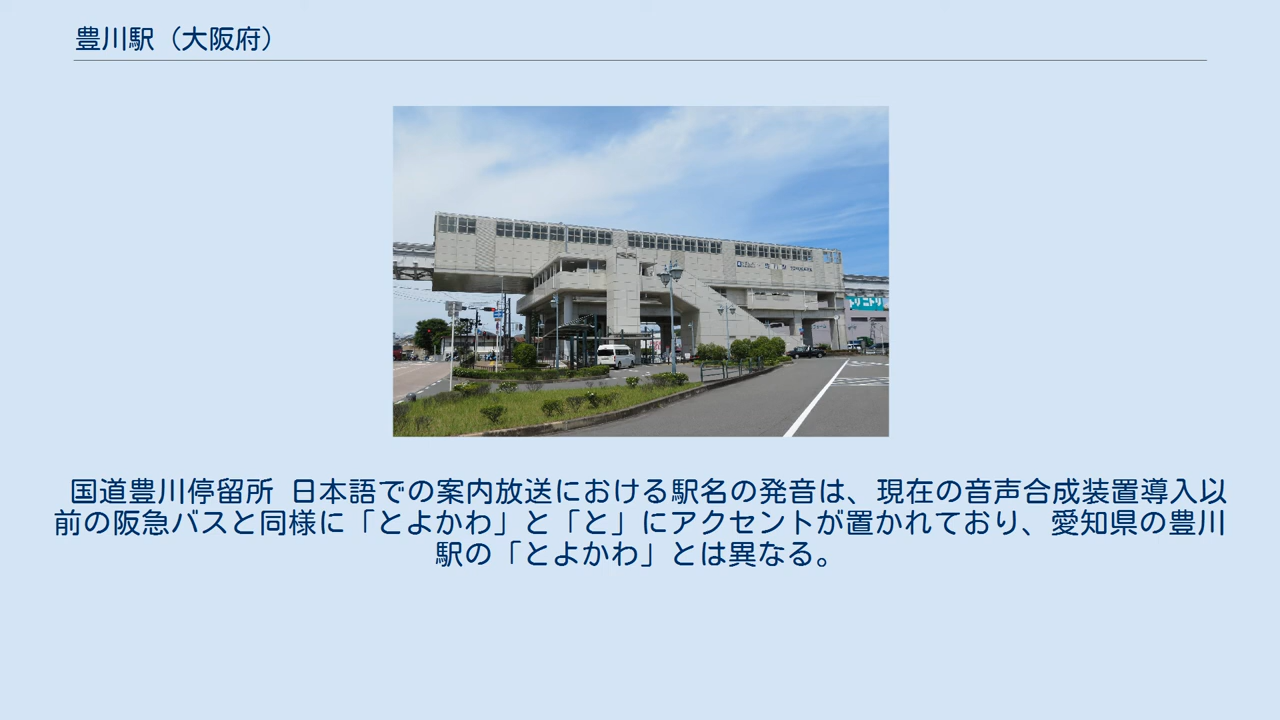 豊川駅（大阪府）
ニトリ
国道豊川停留所 日本語での案内放送における駅名の発音は、現在の音声合成装置導入以
前の阪急バスと同様に「とよかわ」と「と」にアクセントが置かれており、愛知県の豊川
駅の「とよかわ」とは異なる。